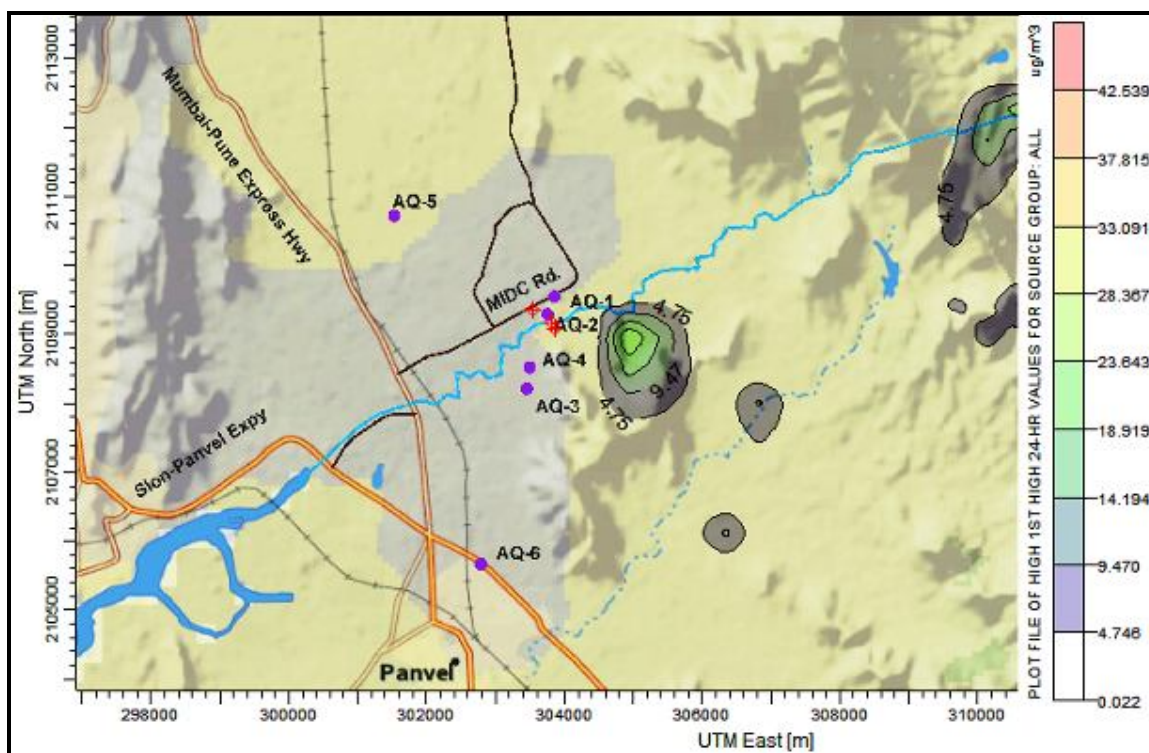 ug/m^3
PLOT FILE OF HIGH 1ST HIGH 24-HR VALUES FOR SOURCE GROUP: ALL
42.539
37.815
33.091
28.367
23.643
18.919
14.194
9.470
4.746
0.022
UTM North [m]
2113000
2111000
2109000
2107000
2105000
Mumbai-Pune Express Hwy
AQ-5
4.75
MIDC Rd.
AQ-1
AQ-2
4.75
AQ-4
9.47
4.75
AQ-3
Sion-Panvel Expy
AQ-6
Panvel
298000
300000
302000
304000
306000
308000
310000
UTM East [m]